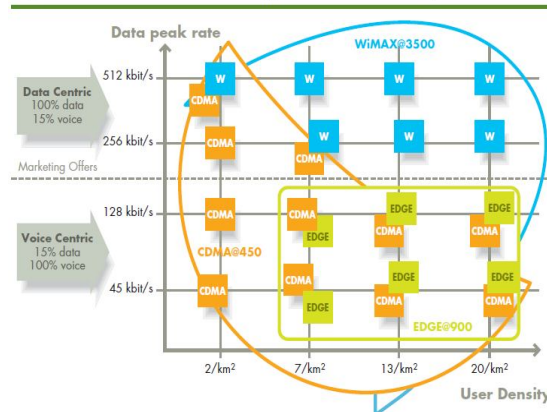 Data peak rate
WiMAX@3500
512 kbit/s
W
W
W
W
CDMA
Data Centric
100% data
15% voice
256 kbit/s
CDMA
W
W
W
CDMA
Marketing Offers
128 kbit/s
CDMA
CDMA
EDGE
EDGE
EDGE
CDMA
CDMA
Voice Centric
15% data
100% voice
CDMA@450
45 kbit/s
CDMA
CDMA
EDGE
EDGE
EDGE
CDMA
CDMA
EDGE@900
2/km²
7/km²
13/km²
20/km²
User Density